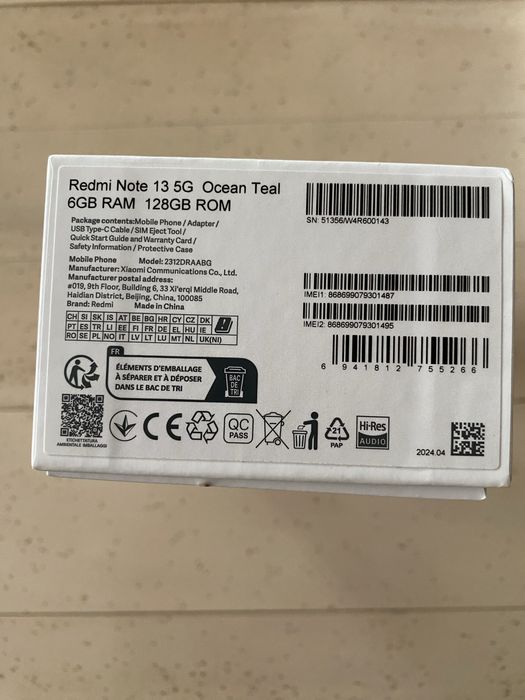 Redmi Note 13 5G Ocean Teal
6GB RAM 128GB ROM
Package contents:Mobile Phone / Adapter /
USB Type-C Cable / SIM Eject Tool /
Quick Start Guide and Warranty Card /
Safety Information / Protective Case
Mobile Phone Model: 2312DRAABG
Manufacturer: Xiaomi Communications Co., Ltd.
Manufacturer postal address:
#019, 9th Floor, Building 6, 33 Xi'erqi Middle Road,
Haidian District, Beijing, China, 100085
Brand: Redmi Made in China
CH SI SK IS AT BE BG HR CY CZ DK
PT ES TR LI EE FI FR DE EL HU IE
RO SE PL NO IT LV LT LU MT NL UK(NI)
SN: 51356/W4R600143
IMEI1: 868699079301487
IMEI2: 868699079301495
6 941812 755266
FR
ÉLÉMENTS D'EMBALLAGE
À SÉPARER ET À DÉPOSER
DANS LE BAC DE TRI
BAC
DE
TRI
ETICHETTATURA
AMBIENTALE IMBALLAGGI
CE
QC
PASS
21
PAP
Hi-Res
AUDIO
2024.04